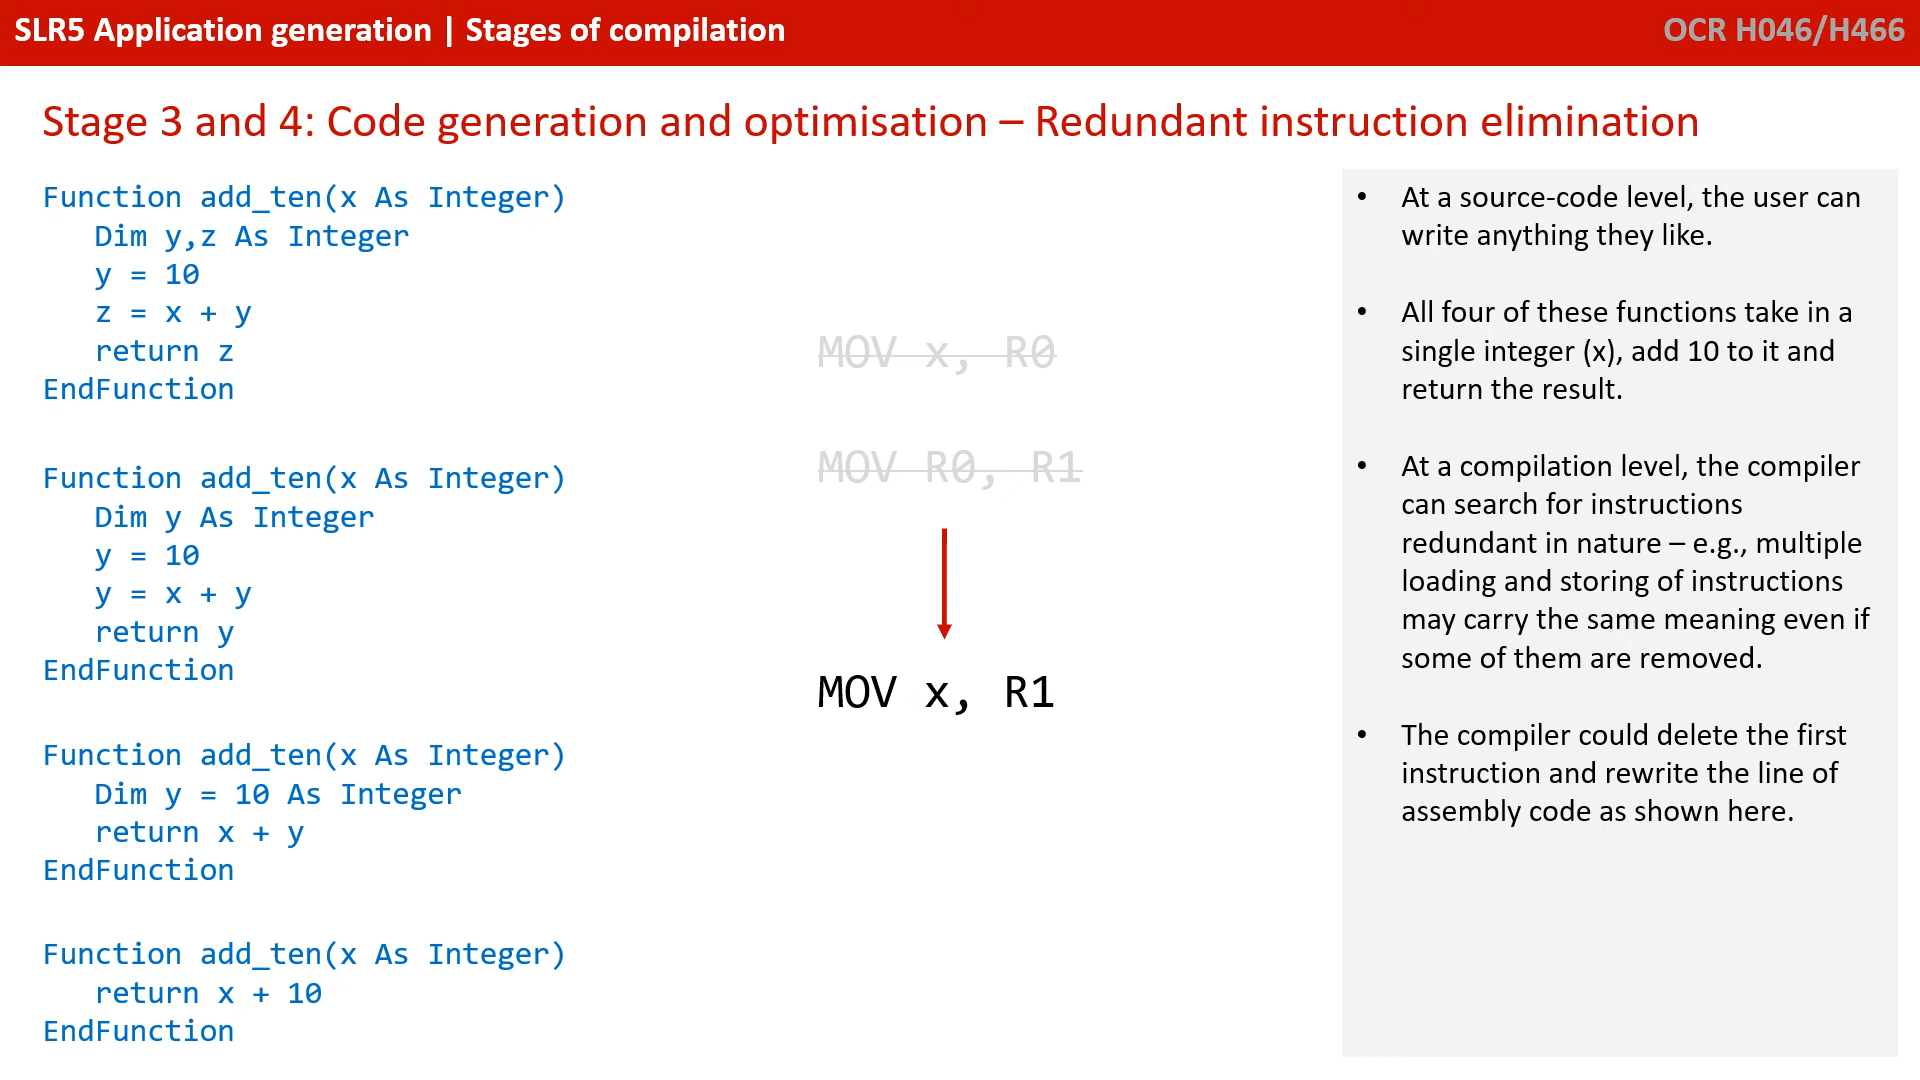 SLR5 Application generation | Stages of compilation
OCR H046/H466
Stage 3 and 4: Code generation and optimisation – Redundant instruction elimination
Function add_ten(x As Integer)
   Dim y,z As Integer
   y = 10
   z = x + y
   return z
EndFunction
Function add_ten(x As Integer)
   Dim y As Integer
   y = 10
   y = x + y
   return y
EndFunction
Function add_ten(x As Integer)
   Dim y = 10 As Integer
   return x + y
EndFunction
Function add_ten(x As Integer)
   return x + 10
EndFunction
MOV x, R0
MOV R0, R1
MOV x, R1
• At a source-code level, the user can
write anything they like.
• All four of these functions take in a
single integer (x), add 10 to it and
return the result.
• At a compilation level, the compiler
can search for instructions
redundant in nature – e.g., multiple
loading and storing of instructions
may carry the same meaning even if
some of them are removed.
• The compiler could delete the first
instruction and rewrite the line of
assembly code as shown here.